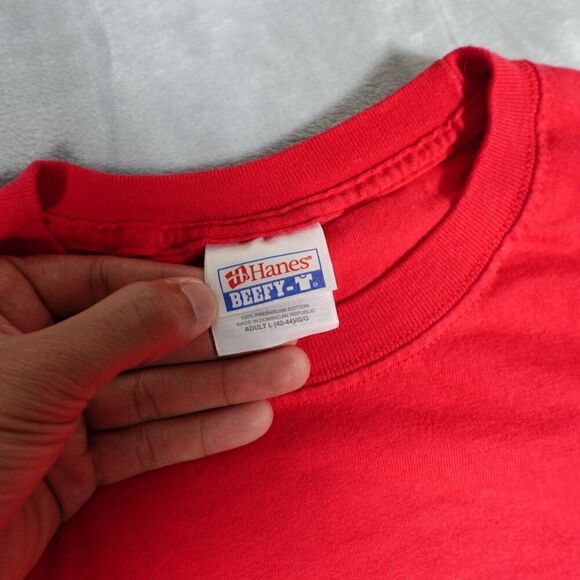 Hanes®
BEEFY-T®
100% PRESHRUNK COTTON
MADE IN DOMINICAN REPUBLIC
ADULT L (42-44)/G/G